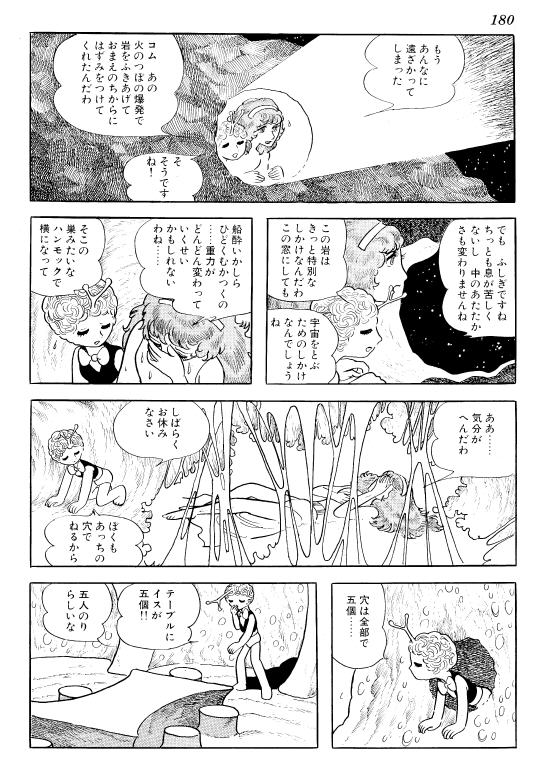 180
もう
あんなに
遠ざかって
しまった
コム あの
火のつぼの爆発で
岩をふきあげて
おまえのちからに
はずみをつけて
くれたんだわ
そ
そうです
ね!
でも ふしぎですね
ちっとも息が苦しく
ないし 中のあたたか
さも変わりませんね
この岩は
きっと特別な
しかけなんだわ
この窓にしても
宇宙をとぶ
ためのしかけ
なんでしょう
ね
船酔いかしら
ひどくむかつくの
……重力が
どんどん変わって
いくせい
かもしれない
わね……
そこの
巣みたいな
ハンモックで
横になって
ああ……
気分が
へんだわ
しばらく
お休み
なさい
ぼくも
あっちの
穴で
ねるから
穴は全部で
五個……
テーブルに
イスが
五個!!
五人のり
らしいな